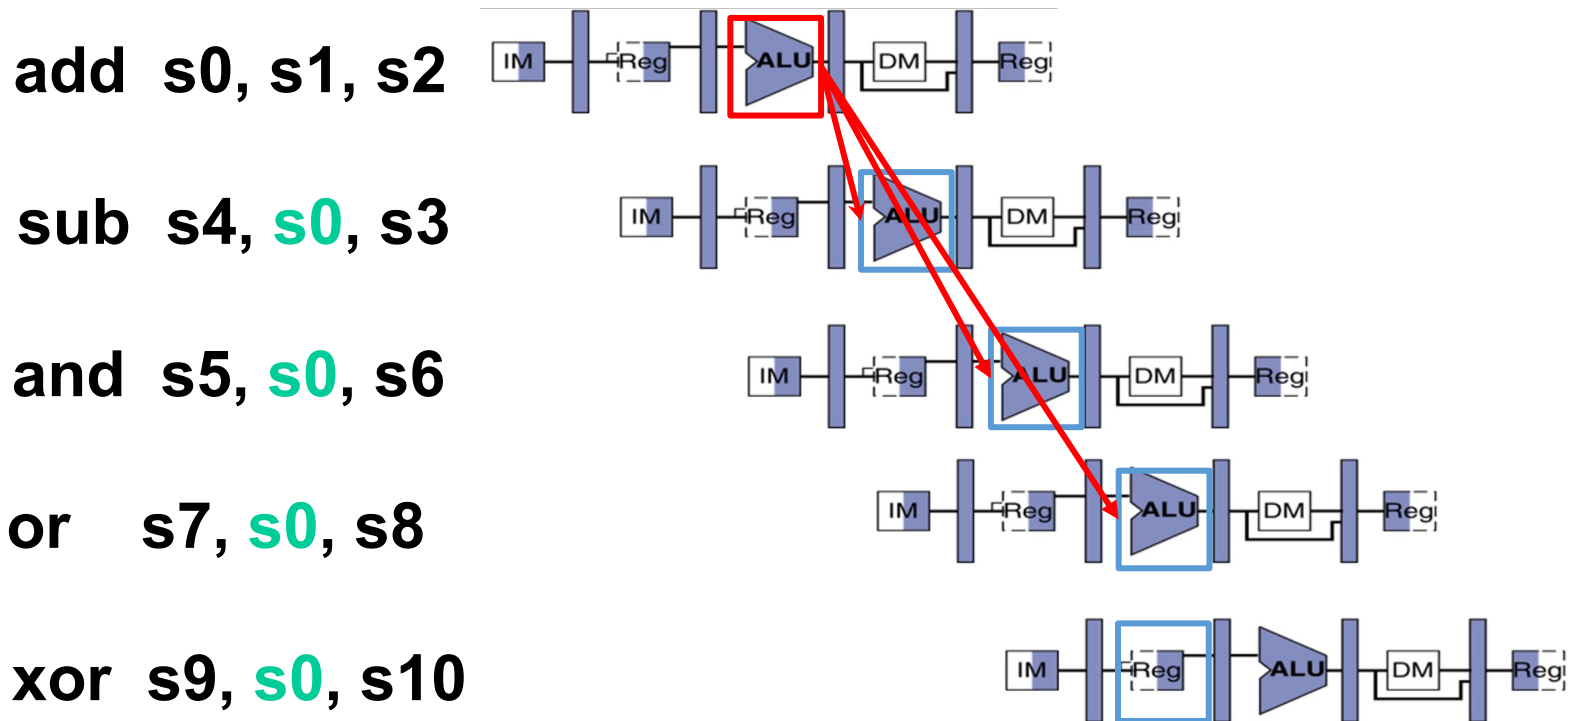 add s0, s1, s2 IM Reg ALU DM Reg
sub s4, s0, s3 IM Reg ALU DM Reg
and s5, s0, s6 IM Reg ALU DM Reg
or s7, s0, s8 IM Reg ALU DM Reg
xor s9, s0, s10 IM Reg ALU DM Reg